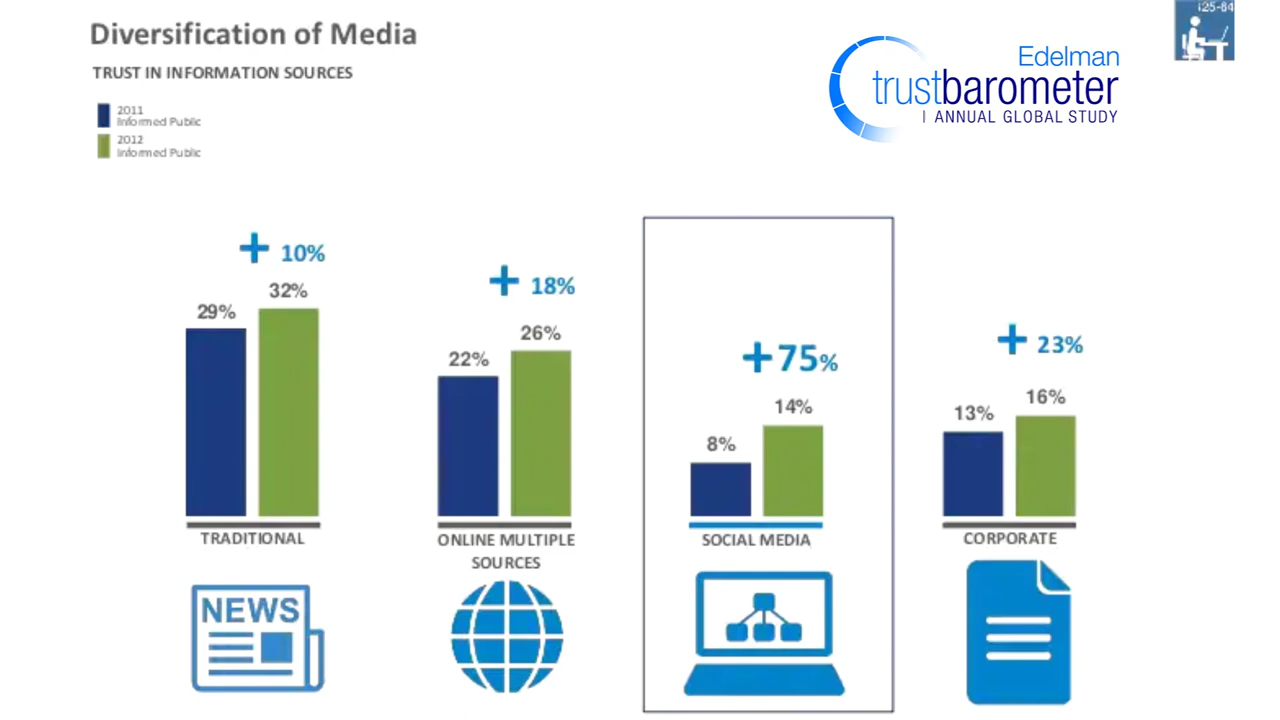 Diversification of Media
TRUST IN INFORMATION SOURCES
2011
Informed Public
2012
Informed Public
Edelman
trustbarometer
ANNUAL GLOBAL STUDY
i25-64
+ 10%
29%
32%
TRADITIONAL
NEWS
+ 18%
22%
26%
ONLINE MULTIPLE
SOURCES
+75%
8%
14%
SOCIAL MEDIA
+ 23%
13%
16%
CORPORATE